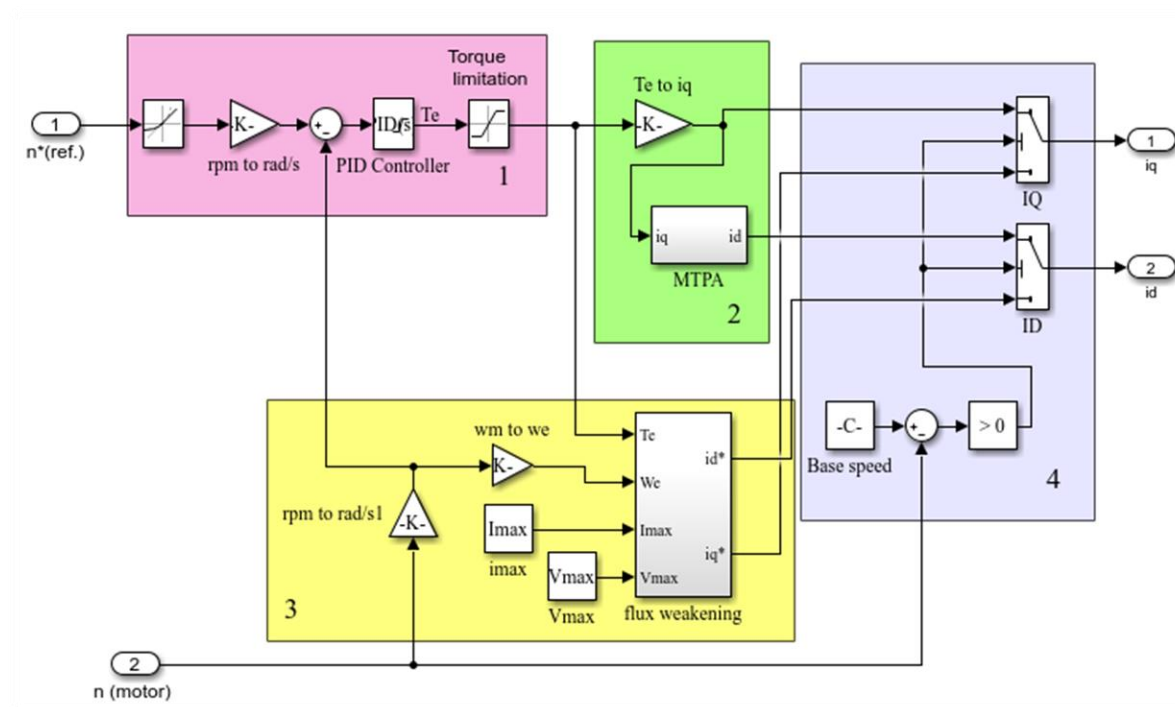 Torque
limitation
Te to iq
1
n*(ref.)
-K-
rpm to rad/s
+
-
PID Controller
Te
1
-K-
iq id
MTPA
2
IQ
1
iq
ID
2
id
wm to we
K-
rpm to rad/s1
-K-
Imax
imax
Vmax
Vmax
We
Imax
Vmax
id*
iq*
flux weakening
3
-C-
Base speed
+
-
> 0
4
2
n (motor)